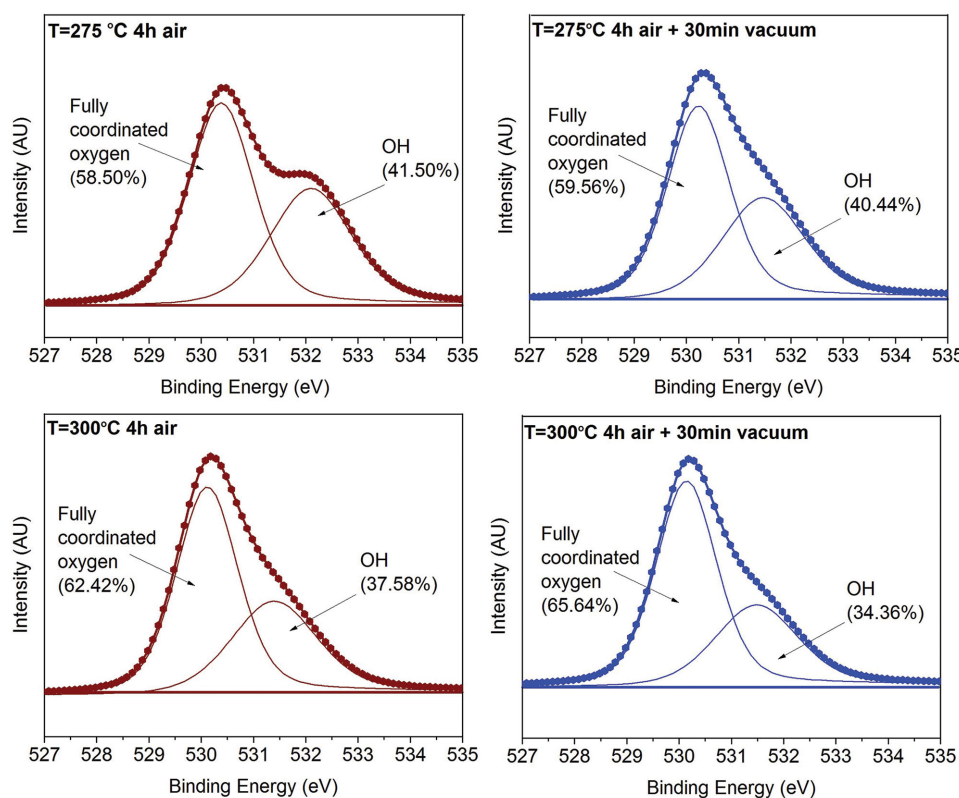 T=275 °C 4h air
Fully
coordinated
oxygen
(58.50%)
OH
(41.50%)
Intensity (AU)
527 528 529 530 531 532 533 534 535
Binding Energy (eV)
T=275°C 4h air + 30min vacuum
Fully
coordinated
oxygen
(59.56%)
OH
(40.44%)
Intensity (AU)
527 528 529 530 531 532 533 534 535
Binding Energy (eV)
T=300°C 4h air
Fully
coordinated
oxygen
(62.42%)
OH
(37.58%)
Intensity (AU)
527 528 529 530 531 532 533 534 535
Binding Energy (eV)
T=300°C 4h air + 30min vacuum
Fully
coordinated
oxygen
(65.64%)
OH
(34.36%)
Intensity (AU)
527 528 529 530 531 532 533 534 535
Binding Energy (eV)